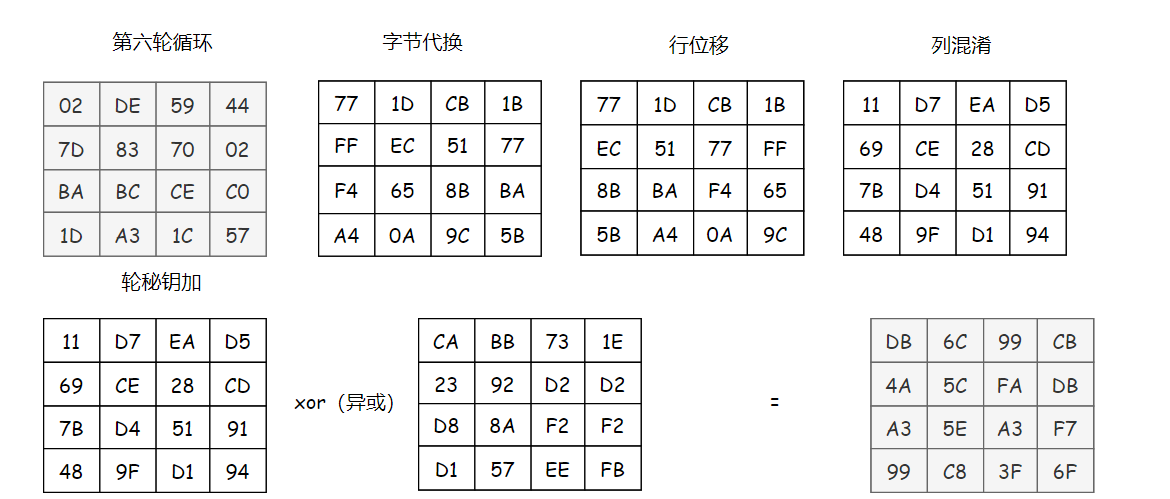 第六轮循环 字节代换 行位移 列混淆
02 DE 59 44 77 1D CB 1B 77 1D CB 1B 11 D7 EA D5
7D 83 70 02 FF EC 51 77 EC 51 77 FF 69 CE 28 CD
BA BC CE C0 F4 65 8B BA 8B BA F4 65 7B D4 51 91
1D A3 1C 57 A4 0A 9C 5B 5B A4 0A 9C 48 9F D1 94
轮秘钥加
11 D7 EA D5 CA BB 73 1E DB 6C 99 CB
69 CE 28 CD 23 92 D2 D2 4A 5C FA DB
xor（异或） =
7B D4 51 91 D8 8A F2 F2 A3 5E A3 F7
48 9F D1 94 D1 57 EE FB 99 C8 3F 6F